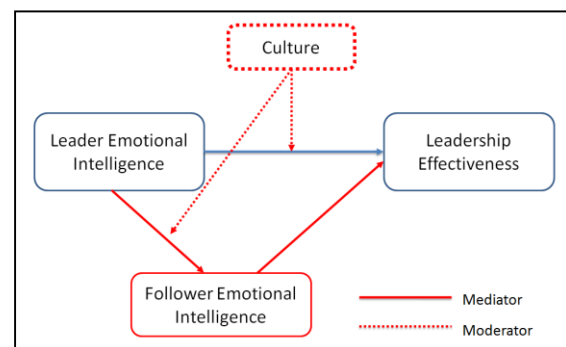 Culture
Leader Emotional
Intelligence
Leadership
Effectiveness
Follower Emotional
Intelligence
Mediator
Moderator